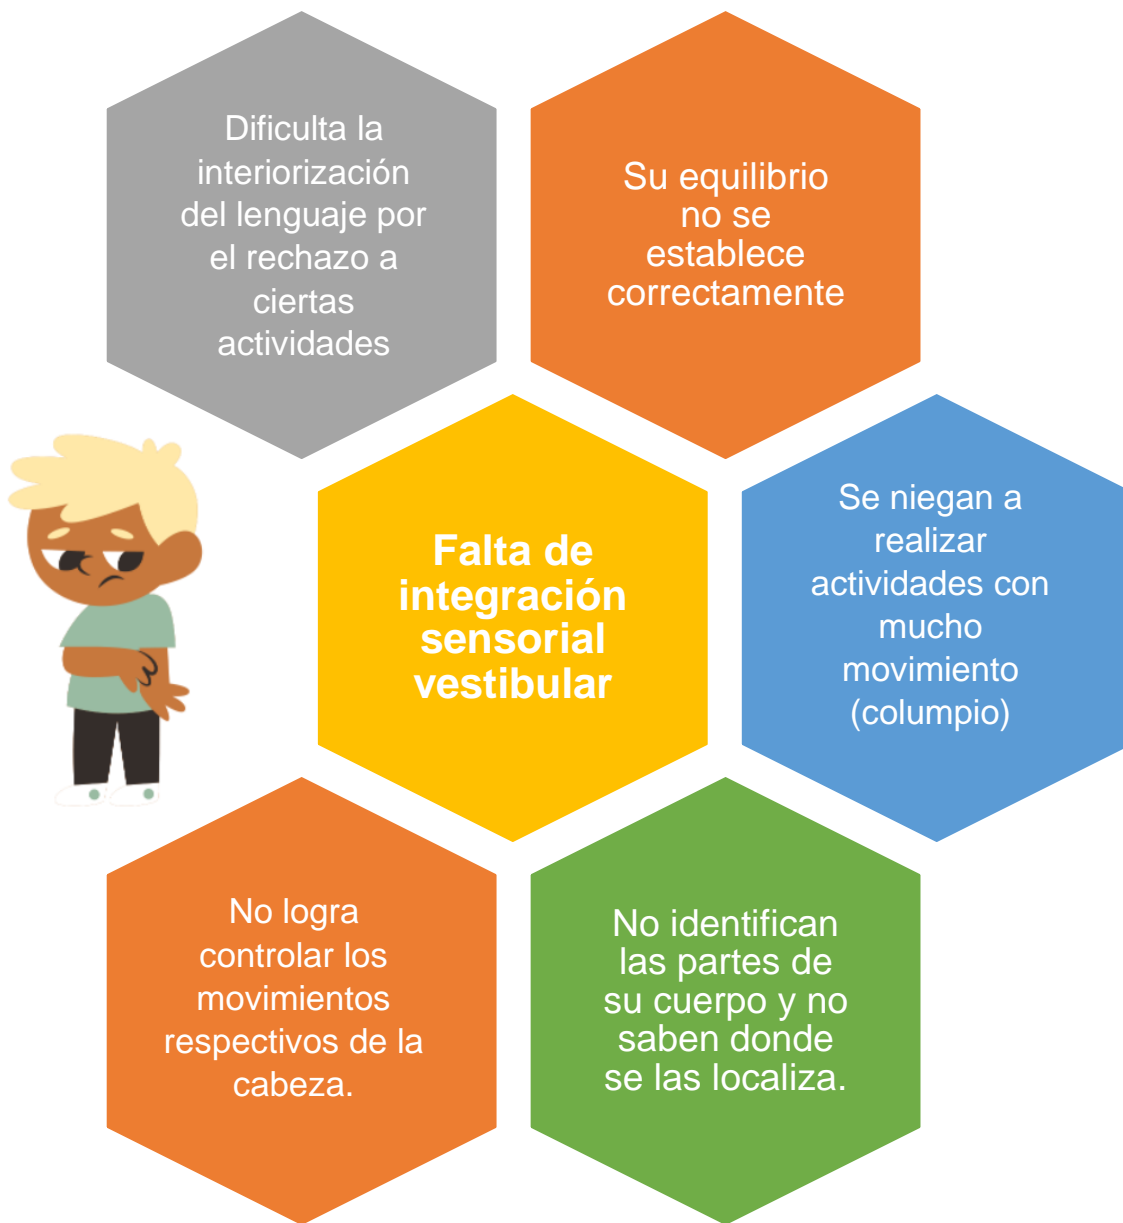 Dificulta la
interiorización
del lenguaje por
el rechazo a
ciertas
actividades
Su equilibrio
no se
establece
correctamente
Falta de
integración
sensorial
vestibular
Se niegan a
realizar
actividades con
mucho
movimiento
(columpio)
No logra
controlar los
movimientos
respectivos de la
cabeza.
No identifican
las partes de
su cuerpo y no
saben donde
se las localiza.